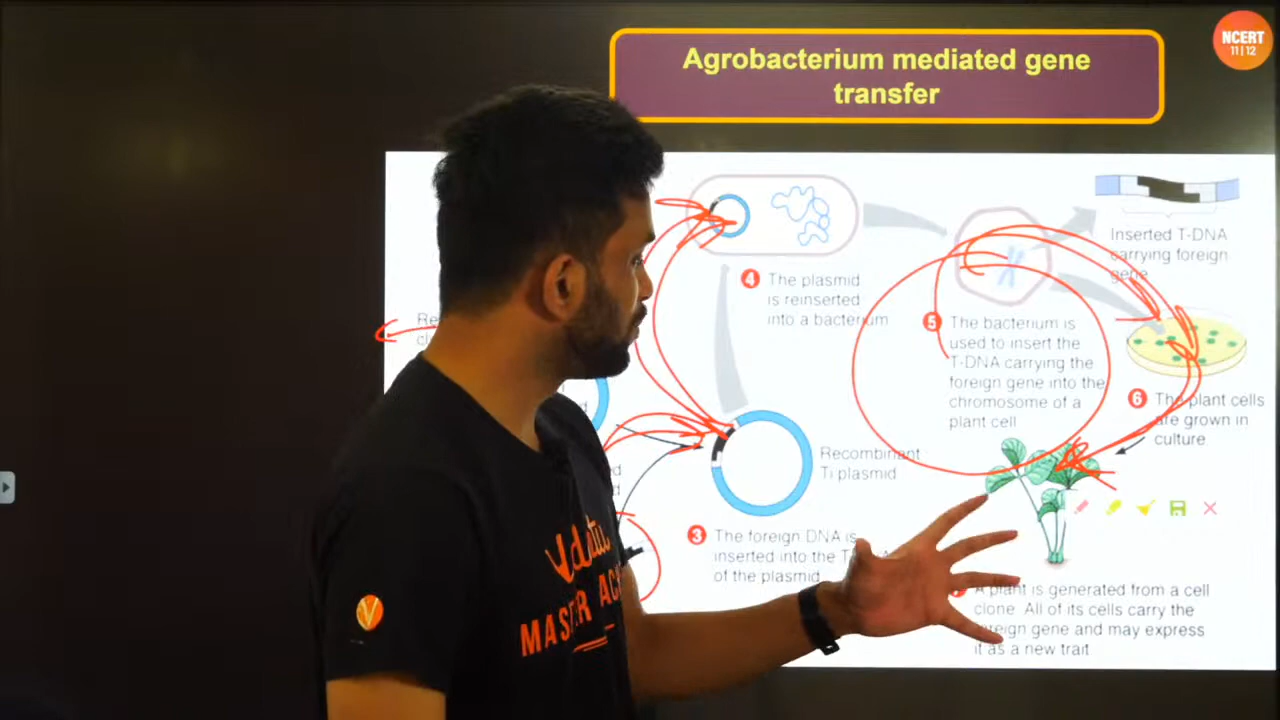 NCERT
11 | 12
Agrobacterium mediated gene
transfer
Inserted T-DNA
carrying foreign
gene
4 The plasmid
is reinserted
into a bacterium
5 The bacterium is
used to insert the
T-DNA carrying the
foreign gene into the
chromosome of a
plant cell
6 The plant cells
are grown in
culture
Recombinant
Ti plasmid
3 The foreign DNA is
inserted into the
of the plasmid
A plant is generated from a cell
clone. All of its cells carry the
foreign gene and may express
it as a new trait
Vedantu
MASTER
V